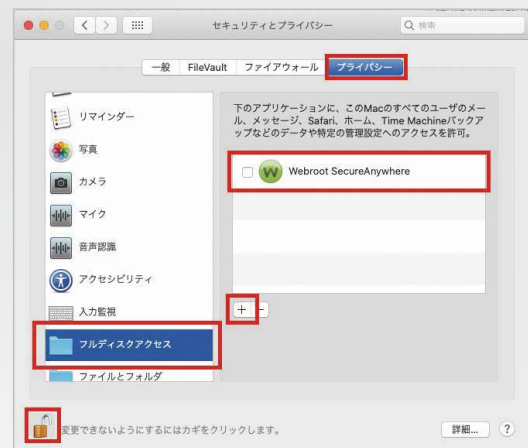 セキュリティとプライバシー
検索
一般 FileVault ファイアウォール プライバシー
リマインダー
写真
カメラ
マイク
音声認識
アクセシビリティ
入力監視
フルディスクアクセス
ファイルとフォルダ
下のアプリケーションに、このMacのすべてのユーザのメー
ル、メッセージ、Safari、ホーム、Time Machineバックア
ップなどのデータや特定の管理設定へのアクセスを許可。
Webroot SecureAnywhere
+ −
変更できないようにするにはカギをクリックします。
詳細... ?